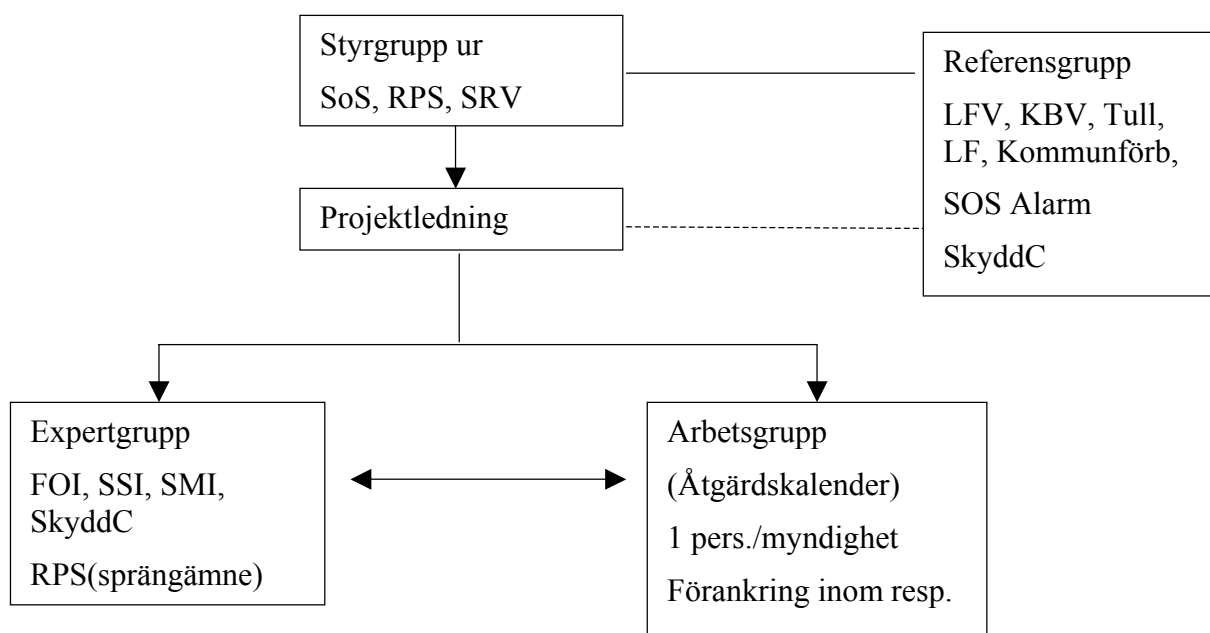 Styrgrupp ur
SoS, RPS, SRV
Referensgrupp
LFV, KBV, Tull,
LF, Kommunförb,
SOS Alarm
SkyddC
Projektledning
Expertgrupp
FOI, SSI, SMI,
SkyddC
RPS(sprängämne)
Arbetsgrupp
(Åtgärdskalender)
1 pers./myndighet
Förankring inom resp.